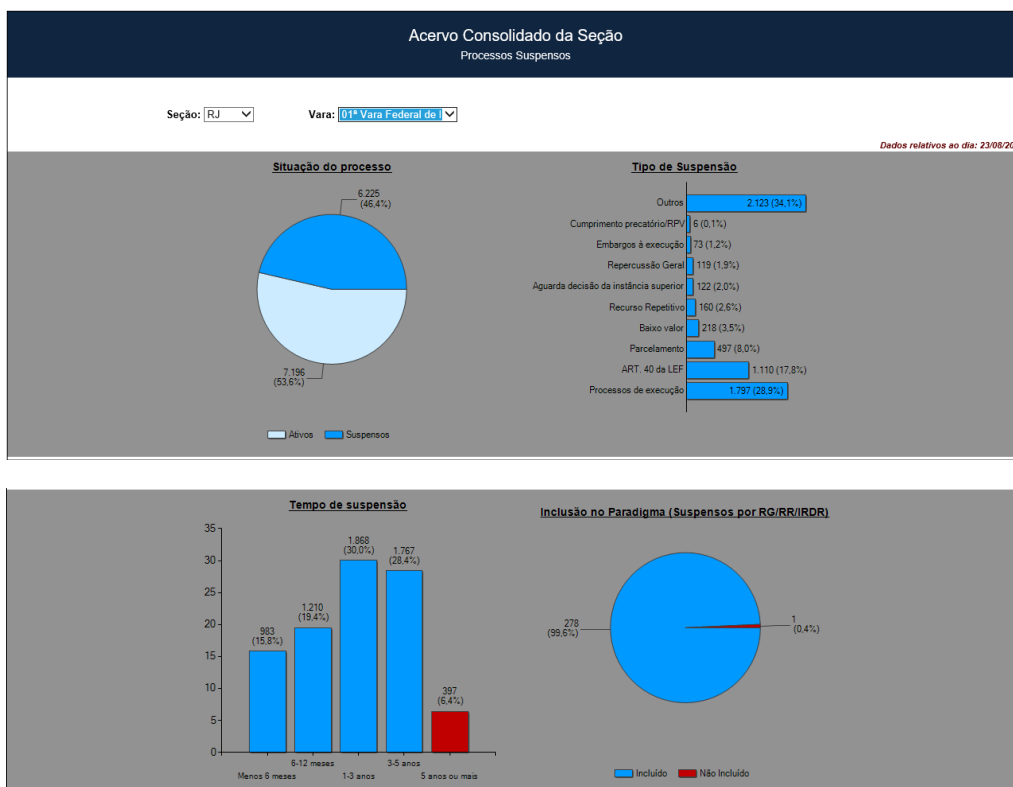 Acervo Consolidado da Seção
Processos Suspensos
Seção: RJ
Vara: 01ª Vara Federal de
Dados relativos ao dia: 23/08/20
Situação do processo
6.225
(46,4%)
7.196
(53,6%)
Ativos
Suspensos
Tipo de Suspensão
Outros 2.123 (34,1%)
Cumprimento precatório/RPV 6 (0,1%)
Embargos à execução 73 (1,2%)
Repercussão Geral 119 (1,9%)
Aguarda decisão da instância superior 122 (2,0%)
Recurso Repetitivo 160 (2,6%)
Baixo valor 218 (3,5%)
Parcelamento 497 (8,0%)
ART. 40 da LEF 1.110 (17,8%)
Processos de execução 1.797 (28,9%)
Tempo de suspensão
35
30
25
20
15
10
5
0
983
(15,8%)
1.210
(19,4%)
1.868
(30,0%)
1.767
(28,4%)
397
(6,4%)
Menos 6 meses
6-12 meses
1-3 anos
3-5 anos
5 anos ou mais
Inclusão no Paradigma (Suspensos por RG/RR/IRDR)
278
(99,6%)
1
(0,4%)
Incluído
Não Incluído